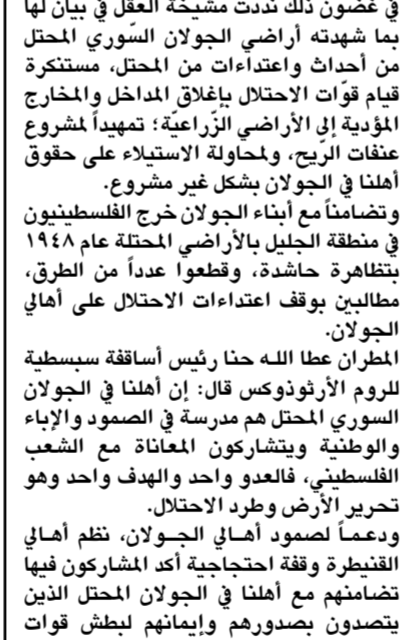 في غضون ذلك نددت مشيخة العقل في بيان لها
بما شهدته أراضي الجولان السّوري المحتل
من أحداث واعتداءات من المحتل، مستنكرة
قيام قوّات الاحتلال بإغلاق المداخل والمخارج
المؤدية إلى الأراضي الزّراعيّة؛ تمهيداً لمشروع
عنفات الرّيح، ولمحاولة الاستيلاء على حقوق
أهلنا في الجولان بشكل غير مشروع.
وتضامناً مع أبناء الجولان خرج الفلسطينيون
في منطقة الجليل بالأراضي المحتلة عام ١٩٤٨
بتظاهرة حاشدة، وقطعوا عدداً من الطرق،
مطالبين بوقف اعتداءات الاحتلال على أهالي
الجولان.
المطران عطا اللـه حنا رئيس أساقفة سبسطية
للروم الأرثوذوكس قال: إن أهلنا في الجولان
السوري المحتل هم مدرسة في الصمود والإباء
والوطنية ويتشاركون المعاناة مع الشعب
الفلسطيني، فالعدو واحد والهدف واحد وهو
تحرير الأرض وطرد الاحتلال.
ودعـمـاً لصمود أهـالي الجـولان، نظم أهـالي
القنيطرة وقفة احتجاجية أكد المشاركون فيها
تضامنهم مع أهلنا في الجولان المحتل الذين
يتصدون بصدورهم وإيمانهم لبطش قوات